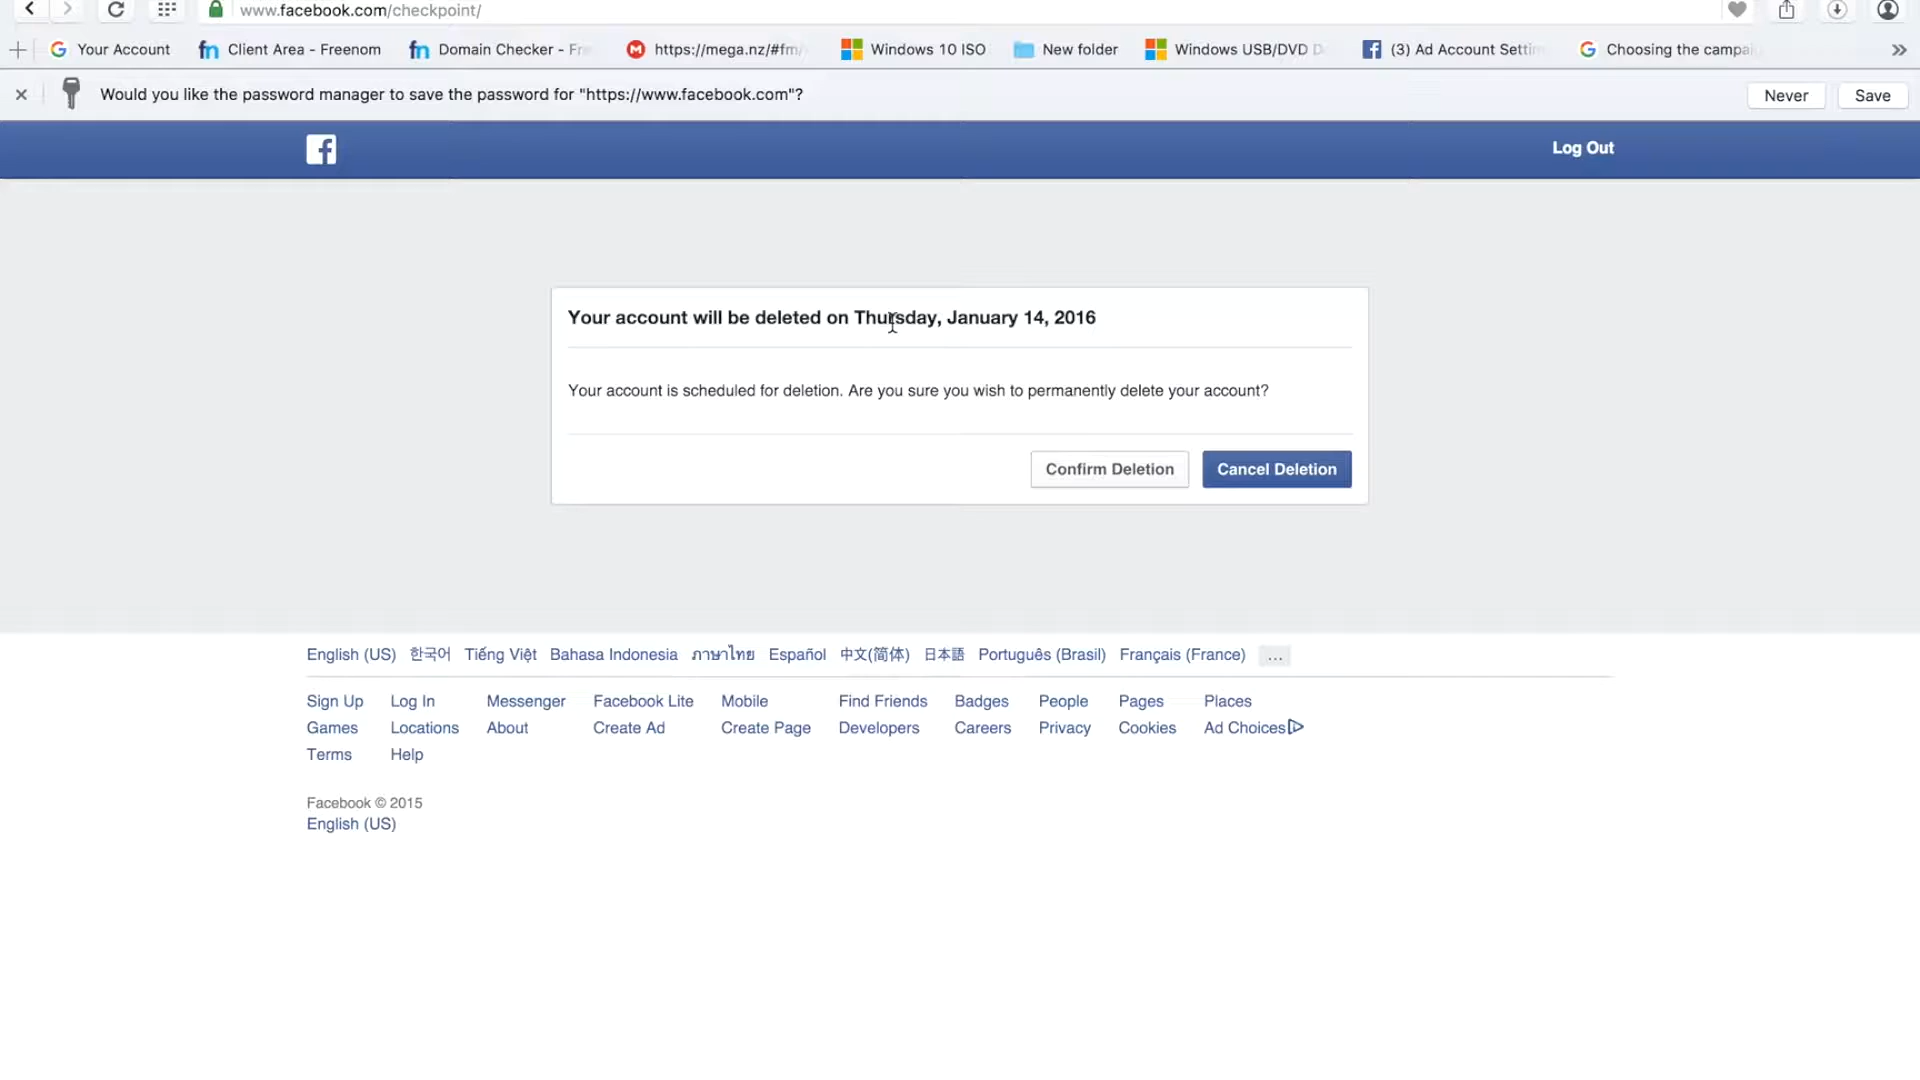 www.facebook.com/checkpoint/
Your Account Client Area - Freenom Domain Checker - Fre https://mega.nz/#fm/ Windows 10 ISO New folder Windows USB/DVD D (3) Ad Account Settin Choosing the campai
Would you like the password manager to save the password for "https://www.facebook.com"? Never Save
Log Out
Your account will be deleted on Thursday, January 14, 2016
Your account is scheduled for deletion. Are you sure you wish to permanently delete your account?
Confirm Deletion Cancel Deletion
English (US) 한국어 Tiếng Việt Bahasa Indonesia ภาษาไทย Español 中文(简体) 日本語 Português (Brasil) Français (France) ...
Sign Up Log In Messenger Facebook Lite Mobile Find Friends Badges People Pages Places
Games Locations About Create Ad Create Page Developers Careers Privacy Cookies Ad Choices
Terms Help
Facebook © 2015
English (US)